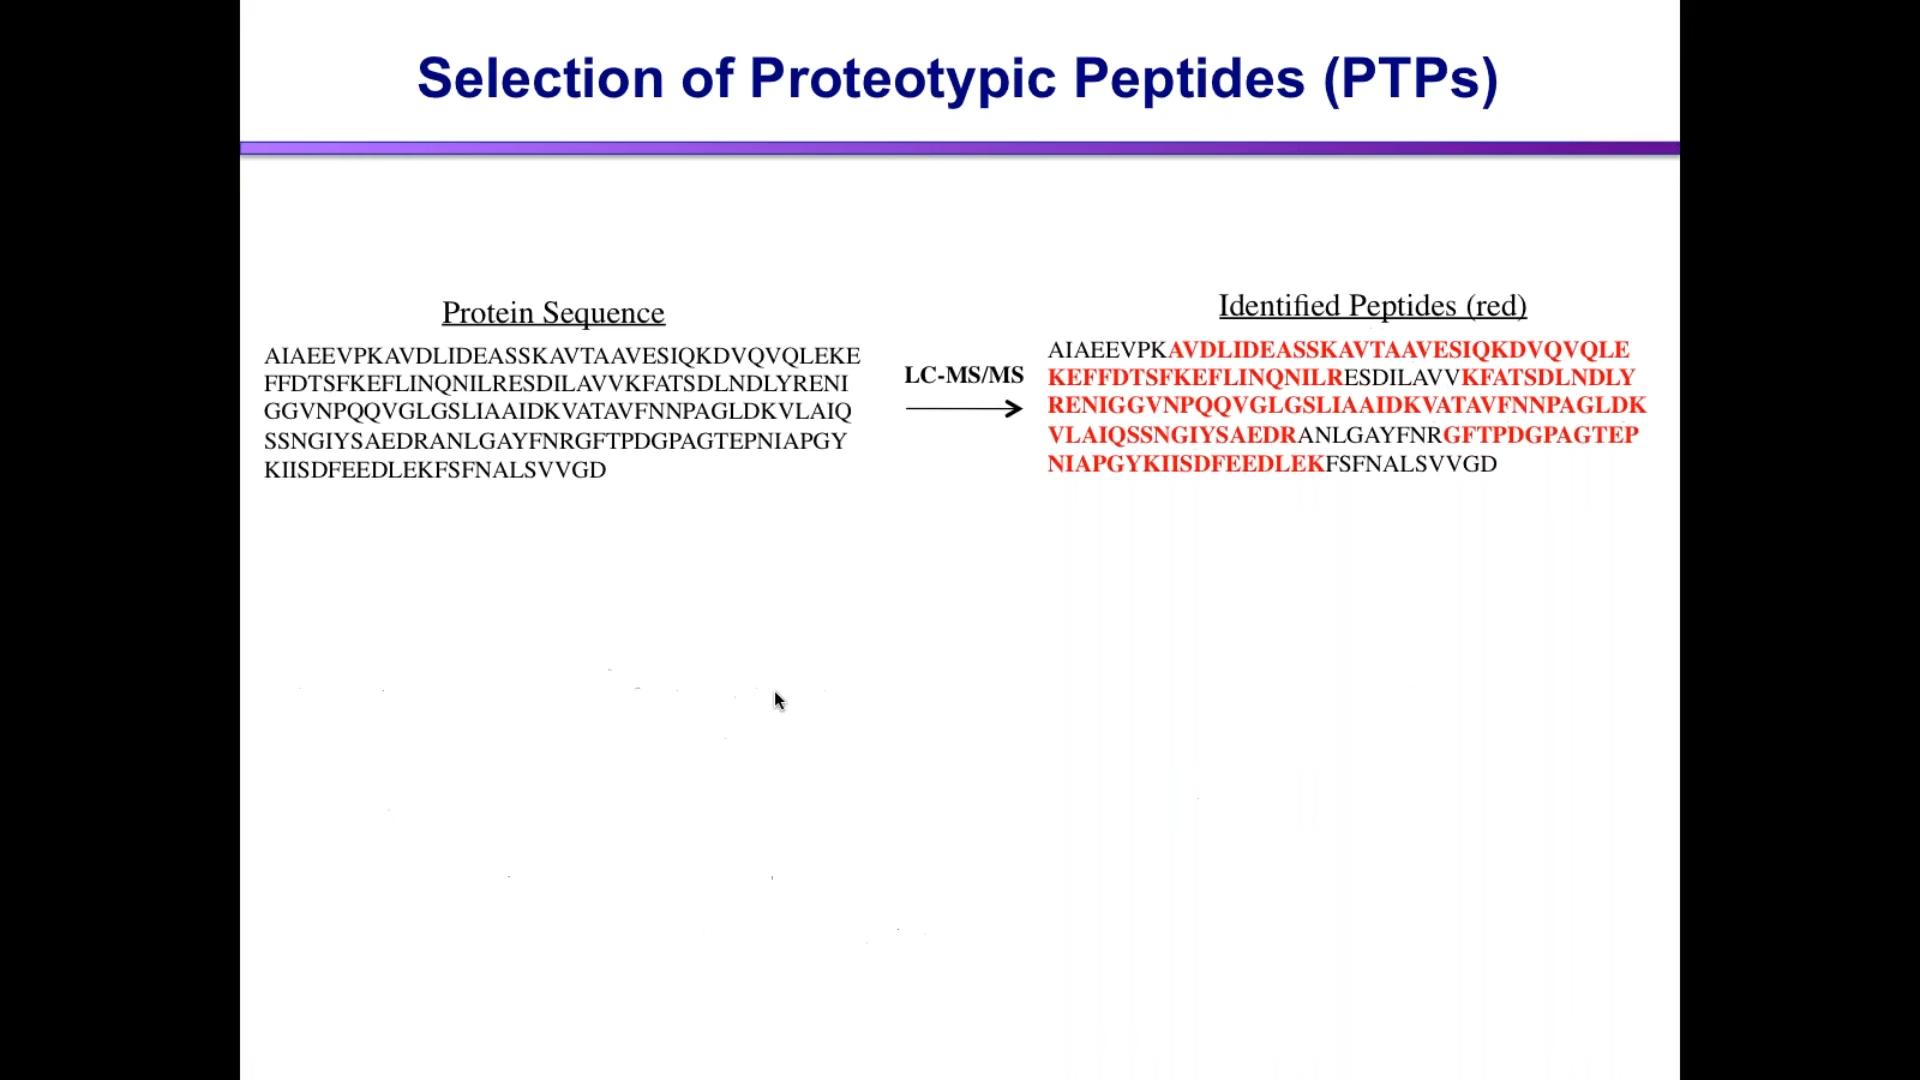 Selection of Proteotypic Peptides (PTPs)
Protein Sequence
AIAEEVPKAVDLIDEASSKAVTAAVESIQKDVQVQLEKE
FFDTSFKEFLINQNILRESDILAVVKFATSDLNDLYRENI
GGVNPQQVGLGSLIAAIDKVATAVFNNPAGLDKVLAIQ
SSNGIYSAEDRANLGAYFNRGFTPDGPAGTEPNIAPGY
KIISDFEEDLEKFSFNALSVVGD
LC-MS/MS
Identified Peptides (red)
AIAEEVPKAVDLIDEASSKAVTAAVESIQKDVQVQLE
KEFFDTSFKEFLINQNILRESDILAVVKFATSDLNDLY
RENIGGVNPQQVGLGSLIAAIDKVATAVFNNPAGLDK
VLAIQSSNGIYSAEDRANLGAYFNRGFTPDGPAGTEP
NIAPGYKIISDFEEDLEKFSFNALSVVGD